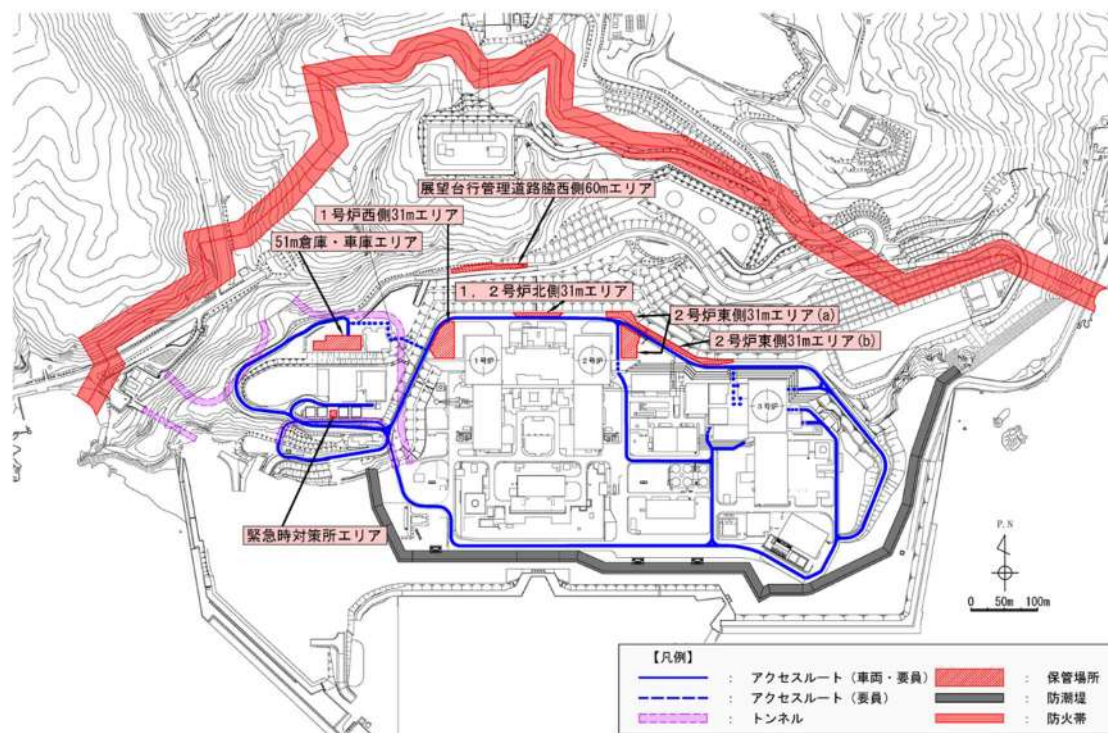 展望台行管理道路脇西側60mエリア
1号炉西側31mエリア
51m倉庫・車庫エリア
1,2号炉北側31mエリア
2号炉東側31mエリア(a)
2号炉東側31mエリア(b)
1号炉
2号炉
3号炉
緊急時対策所エリア
P.N
0 50m 100m
【凡例】
: アクセスルート(車両・要員)
: アクセスルート(要員)
: トンネル
: 保管場所
: 防潮堤
: 防火帯